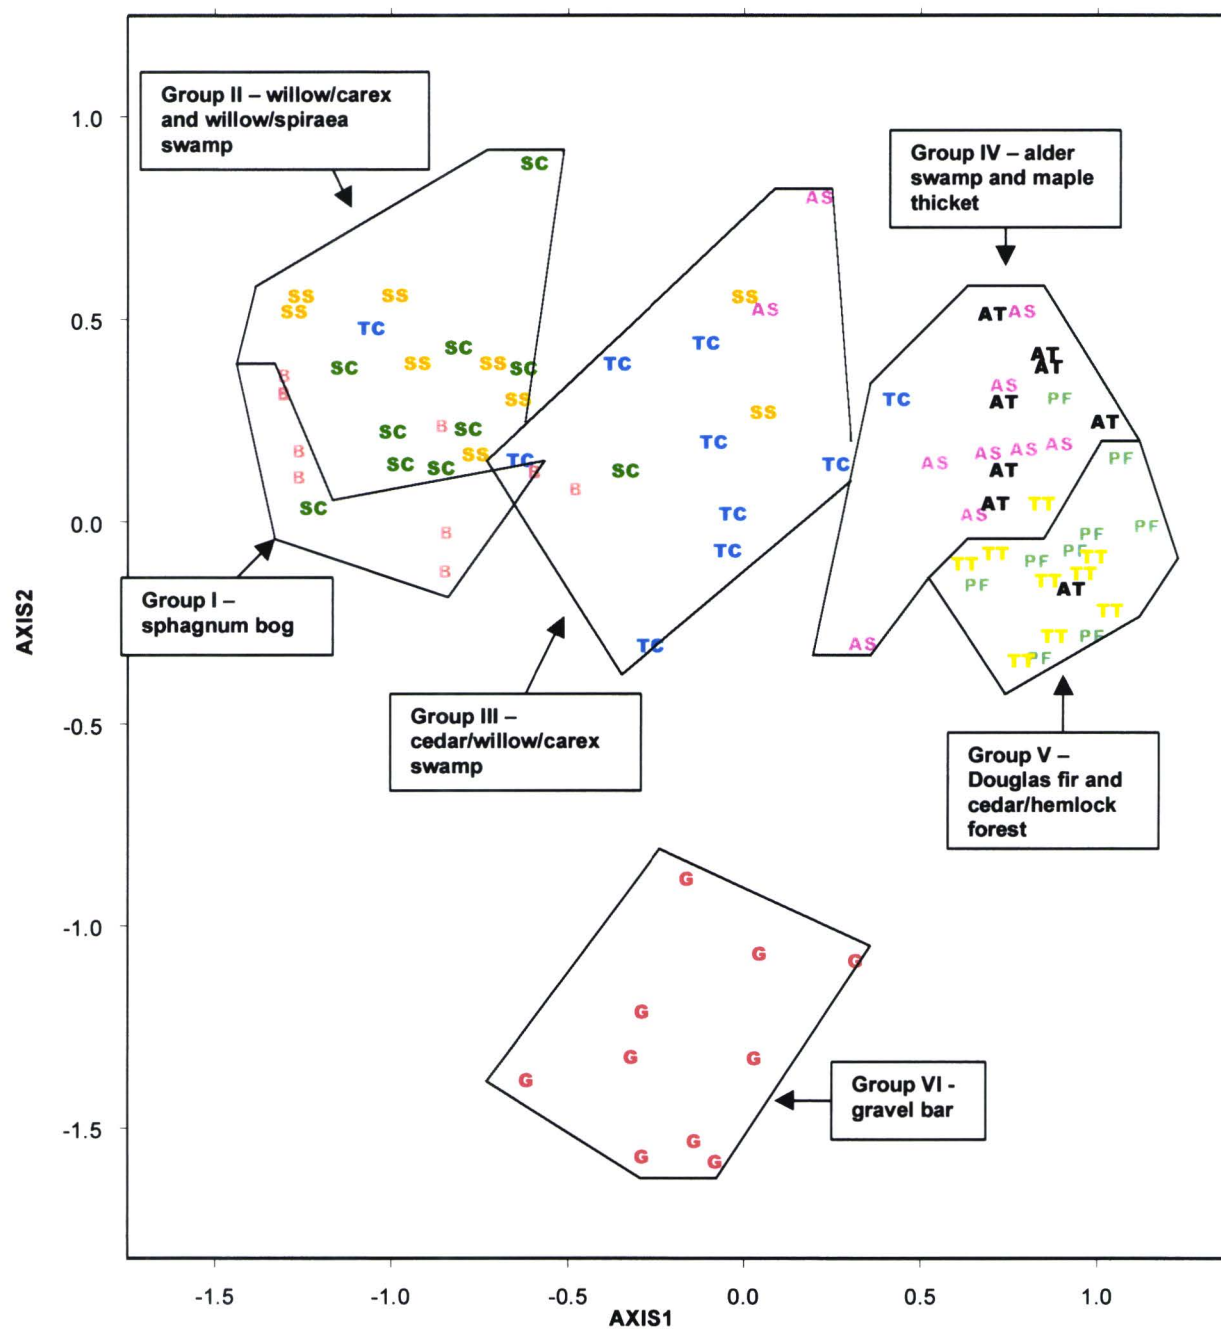 Group II – willow/carex
and willow/spiraea
swamp
1.0
SC
Group IV – alder
swamp and maple
thicket
AS
SS
SS
SS
SS
AS
AT
AS
0.5
TC
TC
SC
AT
AT
SC
SS
SS
SC
TC
B
B
SS
TC
AS
AT
PF
SS
AT
SC
B
SC
TC
AS
AS
AS
PF
SS
TC
TC
AS
SC
SC
B
SC
AT
B
B
B
SC
TC
AS
AT
TT
0.0
B
TC
PF
PF
PF
TT
TT
TT
PF
B
TT
TT
PF
AT
TT
Group I –
sphagnum bog
AXIS2
TC
AS
TT
PF
TT
PF
Group III –
cedar/willow/carex
swamp
-0.5
Group V –
Douglas fir and
cedar/hemlock
forest
G
-1.0
G
G
G
G
G
G
Group VI -
gravel bar
-1.5
G
G
G
-1.5
-1.0
-0.5
0.0
0.5
1.0
AXIS1